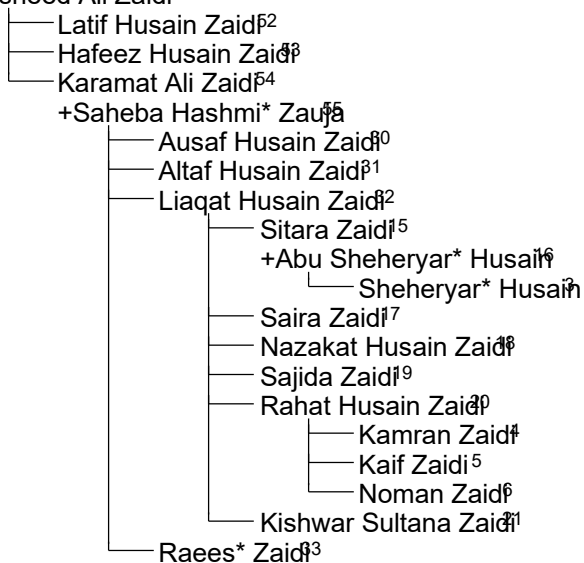 Ali Zaidi
Latif Husain Zaidi 52
Hafeez Husain Zaidi 53
Karamat Ali Zaidi 54
+Saheba Hashmi* Zauja 55
Ausaf Husain Zaidi 30
Altaf Husain Zaidi 31
Liaqat Husain Zaidi 32
Sitara Zaidi 15
+Abu Sheheryar* Husain 16
Sheheryar* Husain 3
Saira Zaidi 17
Nazakat Husain Zaidi 18
Sajida Zaidi 19
Rahat Husain Zaidi 20
Kamran Zaidi 4
Kaif Zaidi 5
Noman Zaidi 6
Kishwar Sultana Zaidi 21
Raees* Zaidi 33